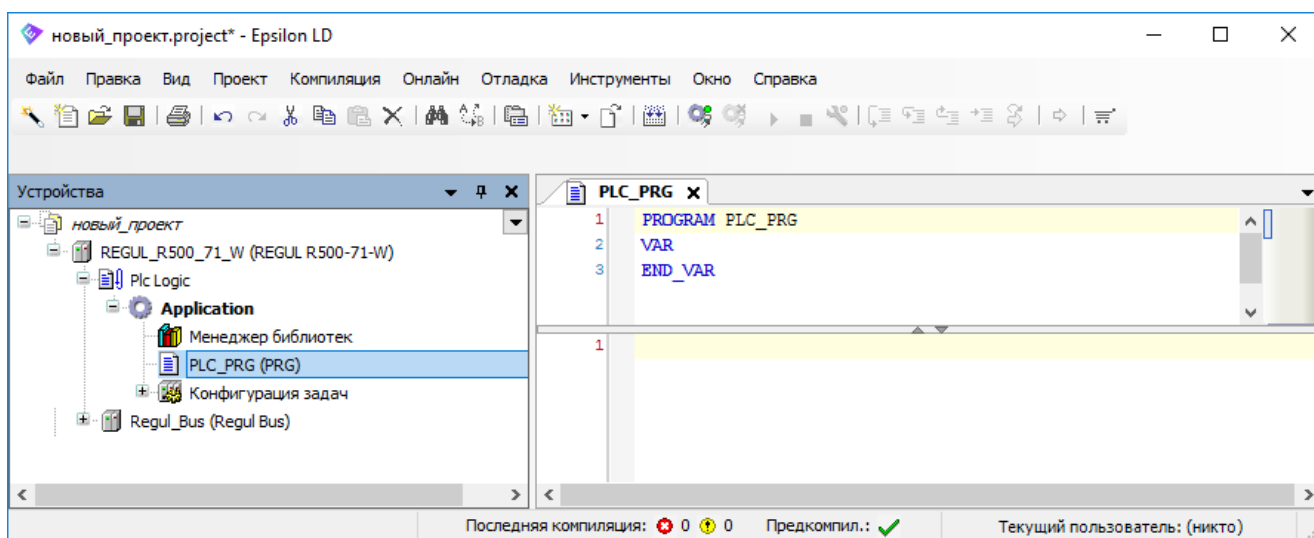 новый_проект.project* - Epsilon LD
Файл Правка Вид Проект Компиляция Онлайн Отладка Инструменты Окно Справка
Устройства
новый_проект
REGUL_R500_71_W (REGUL R500-71-W)
Plc Logic
Application
Менеджер библиотек
PLC_PRG (PRG)
Конфигурация задач
Regul_Bus (Regul Bus)
PLC_PRG
1 PROGRAM PLC_PRG
2 VAR
3 END_VAR
1
Последняя компиляция: 0 0 Предкомпил.: Текущий пользователь: (никто)